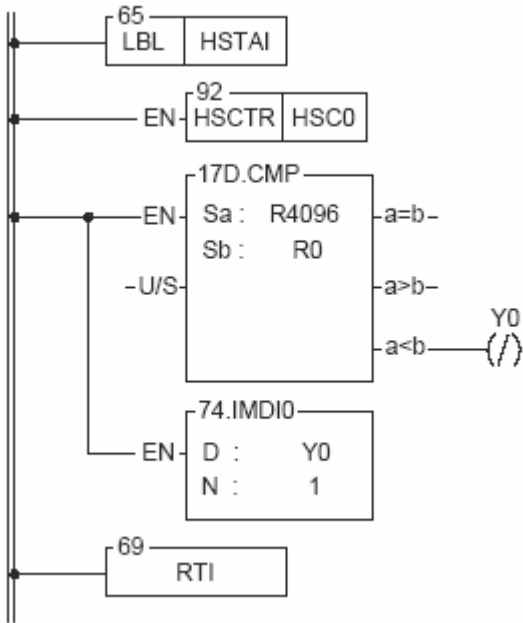 65
LBL HSTAI
92
EN HSCTR HSC0
17D.CMP
EN Sa : R4096 a=b
Sb : R0
U/S a>b
Y0
a<b (/)
74.IMDI0
EN D : Y0
N : 1
69
RTI